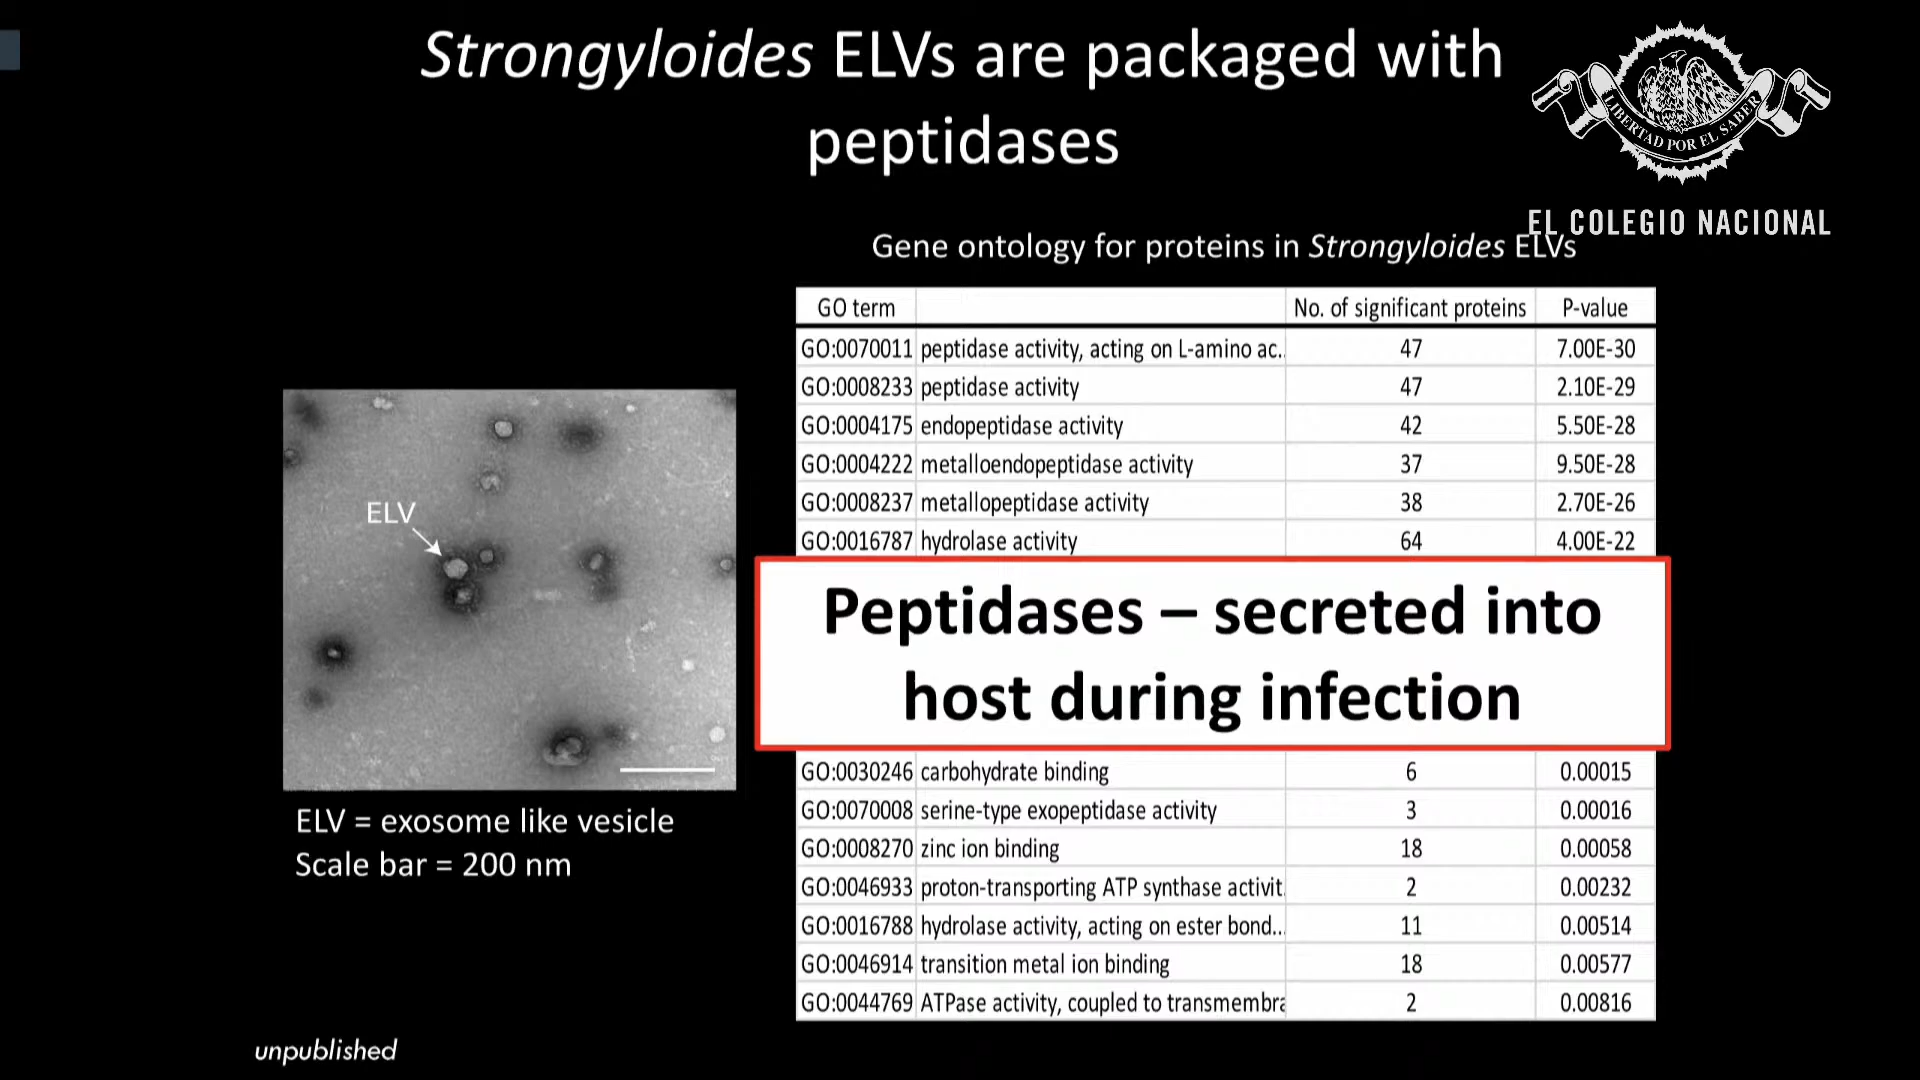 Strongyloides ELVs are packaged with
peptidases
LIBERTAD POR EL SABER
EL COLEGIO NACIONAL
Gene ontology for proteins in Strongyloides ELVs
GO term No. of significant proteins P-value
GO:0070011 peptidase activity, acting on L-amino ac.. 47 7.00E-30
GO:0008233 peptidase activity 47 2.10E-29
GO:0004175 endopeptidase activity 42 5.50E-28
GO:0004222 metalloendopeptidase activity 37 9.50E-28
GO:0008237 metallopeptidase activity 38 2.70E-26
GO:0016787 hydrolase activity 64 4.00E-22
Peptidases – secreted into
host during infection
GO:0030246 carbohydrate binding 6 0.00015
GO:0070008 serine-type exopeptidase activity 3 0.00016
GO:0008270 zinc ion binding 18 0.00058
GO:0046933 proton-transporting ATP synthase activit. 2 0.00232
GO:0016788 hydrolase activity, acting on ester bond... 11 0.00514
GO:0046914 transition metal ion binding 18 0.00577
GO:0044769 ATPase activity, coupled to transmembra 2 0.00816
ELV
ELV = exosome like vesicle
Scale bar = 200 nm
unpublished